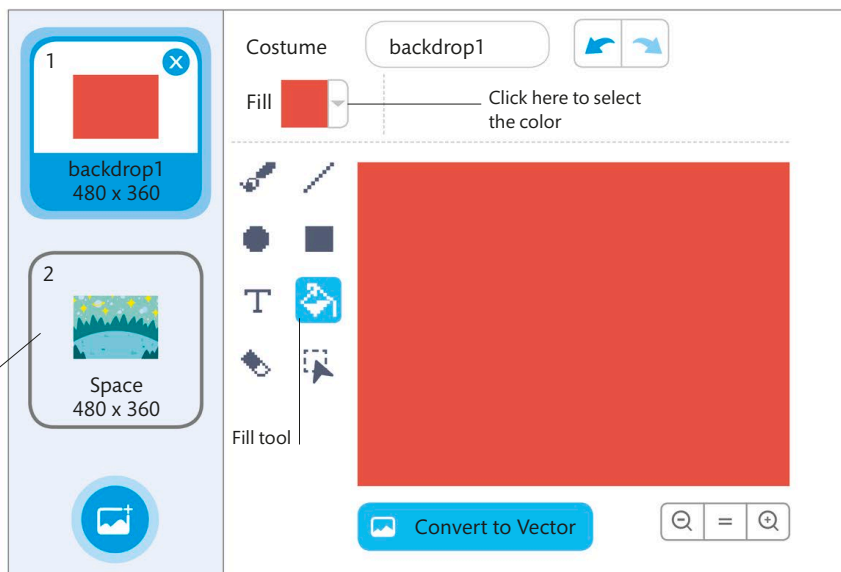 1
backdrop1
480 x 360
2
Space
480 x 360
Costume
backdrop1
Fill
Click here to select
the color
T
Fill tool
Convert to Vector
=